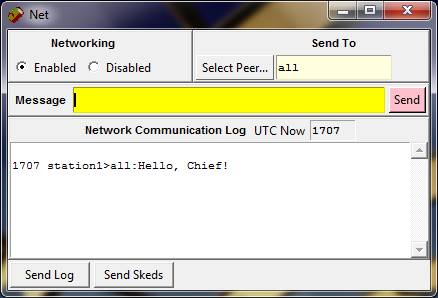 Net
Networking
Send To
Enabled Disabled
Select Peer... all
Message Send
Network Communication Log UTC Now 1707
1707 station1>all:Hello, Chief!
Send Log Send Skeds